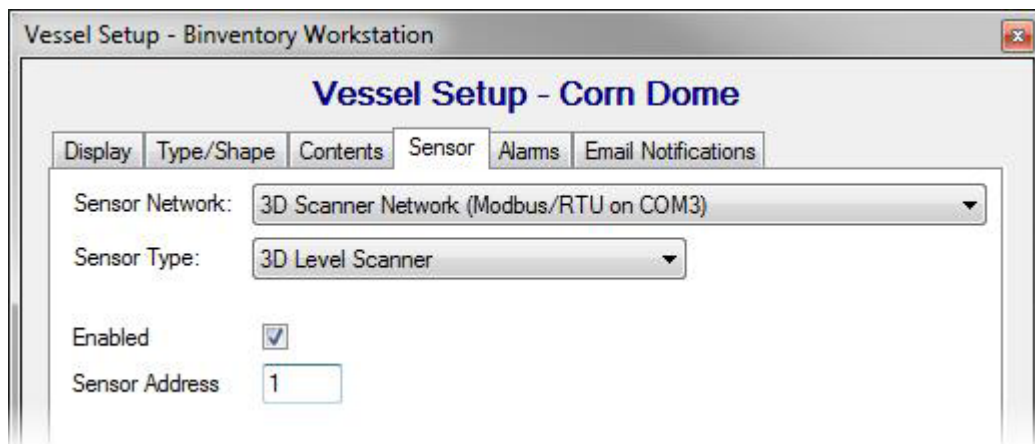 Vessel Setup - Binventory Workstation
Vessel Setup - Corn Dome
Display Type/Shape Contents Sensor Alarms Email Notifications
Sensor Network: 3D Scanner Network (Modbus/RTU on COM3)
Sensor Type: 3D Level Scanner
Enabled
Sensor Address 1